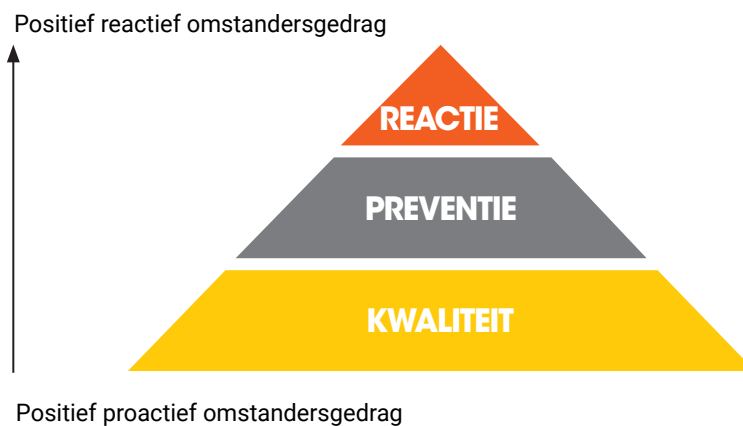 Positief reactief omstandersgedrag
REACTIE
PREVENTIE
KWALITEIT
Positief proactief omstandersgedrag